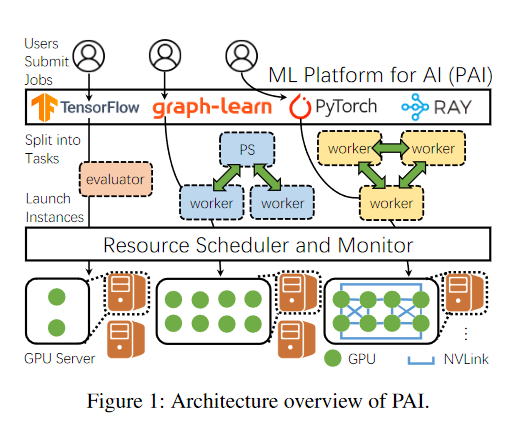 Users
Submit
Jobs
ML Platform for AI (PAI)
TensorFlow
graph-learn
PyTorch
RAY
Split into
Tasks
PS
worker
worker
evaluator
worker
worker
worker
Launch
Instances
Resource Scheduler and Monitor
GPU Server
GPU
NVLink
Figure 1: Architecture overview of PAI.